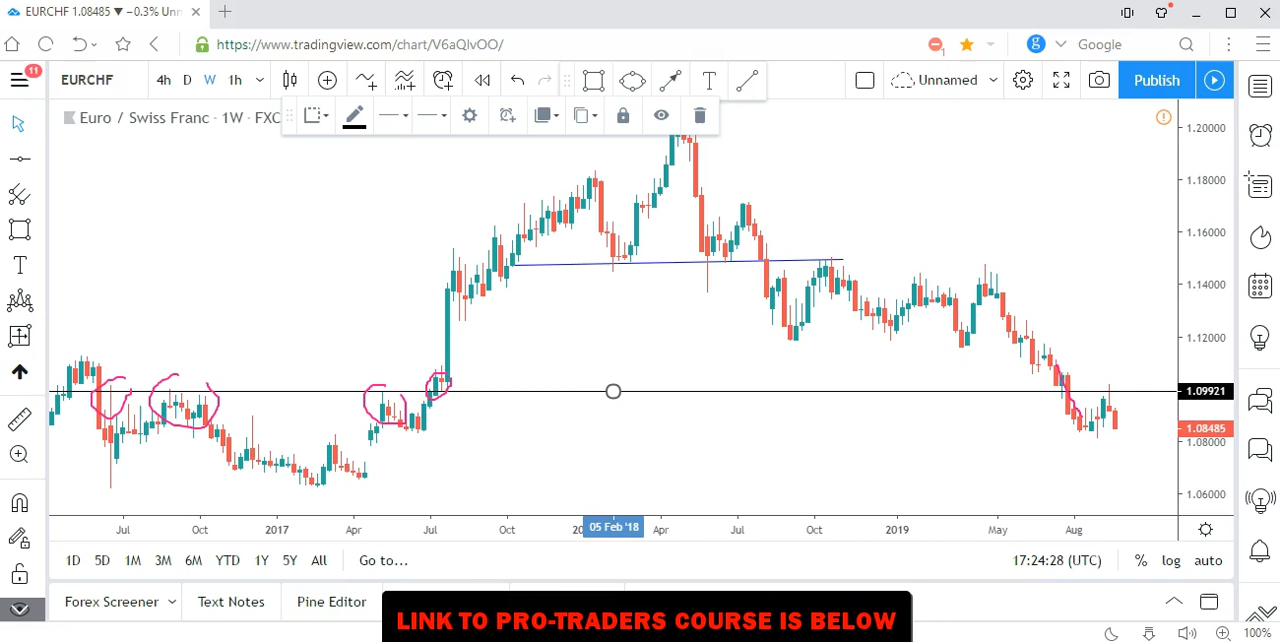 EURCHF 1.08485 ▼ −0.3% Unn
https://www.tradingview.com/chart/V6aQlvOO/
1
g
Google
11
EURCHF
4h D W 1h
T
Unnamed
Publish
Euro / Swiss Franc · 1W · FXC
1.20000
1.18000
1.16000
1.14000
1.12000
1.09921
1.08485
1.08000
1.06000
Jul Oct 2017 Apr Jul Oct 05 Feb '18 Apr Jul Oct 2019 May Aug
1D 5D 1M 3M 6M YTD 1Y 5Y All Go to... 17:24:28 (UTC) % log auto
Forex Screener Text Notes Pine Editor
LINK TO PRO-TRADERS COURSE IS BELOW
100%